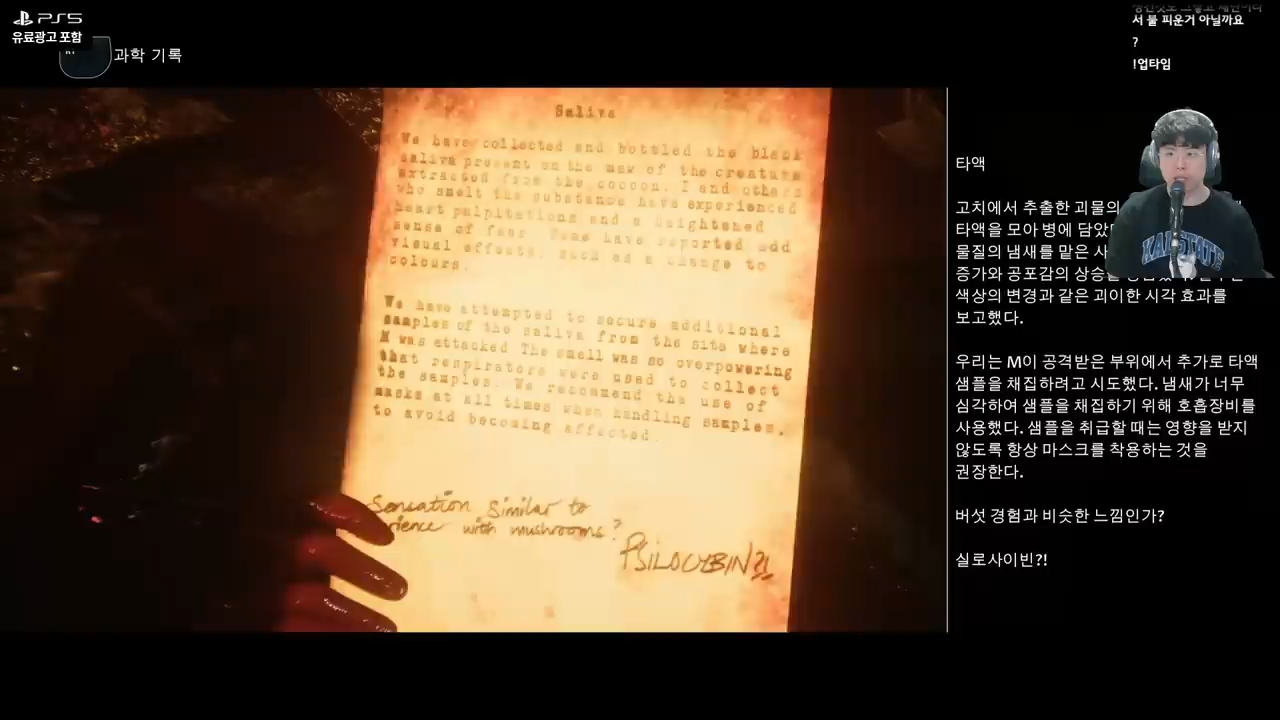 PS5
유료광고 포함
과학 기록
서 불 피운거 아닐까요
?
!업타임
Saliva
We have collected and bottled the black
saliva present on the maw of the creature
extracted from the cocoon. I and others
who smelt the substance have experienced
heart palpitations and a heightened
sense of fear. Some have reported odd
visual effects, such as a change to
colours.
We have attempted to secure additional
samples of the saliva from the site where
M was attacked The smell was so overpowering
that respirators were used to collect
the samples. We recommend the use of
masks at all times when handling samples,
to avoid becoming affected.
Sensation similar to
erience with mushrooms?
PSILOCYBIN?!
타액
고치에서 추출한 괴물의
타액을 모아 병에
물질의 냄새를 맡은
증가와 공포감의 상승을
색상의 변경과 같은 괴이한 시각 효과를
보고했다.
우리는 M이 공격받은 부위에서 추가로 타액
샘플을 채집하려고 시도했다. 냄새가 너무
심각하여 샘플을 채집하기 위해 호흡장비를
사용했다. 샘플을 취급할 때는 영향을 받지
않도록 항상 마스크를 착용하는 것을
권장한다.
버섯 경험과 비슷한 느낌인가?
실로사이빈?!
KANSTATE